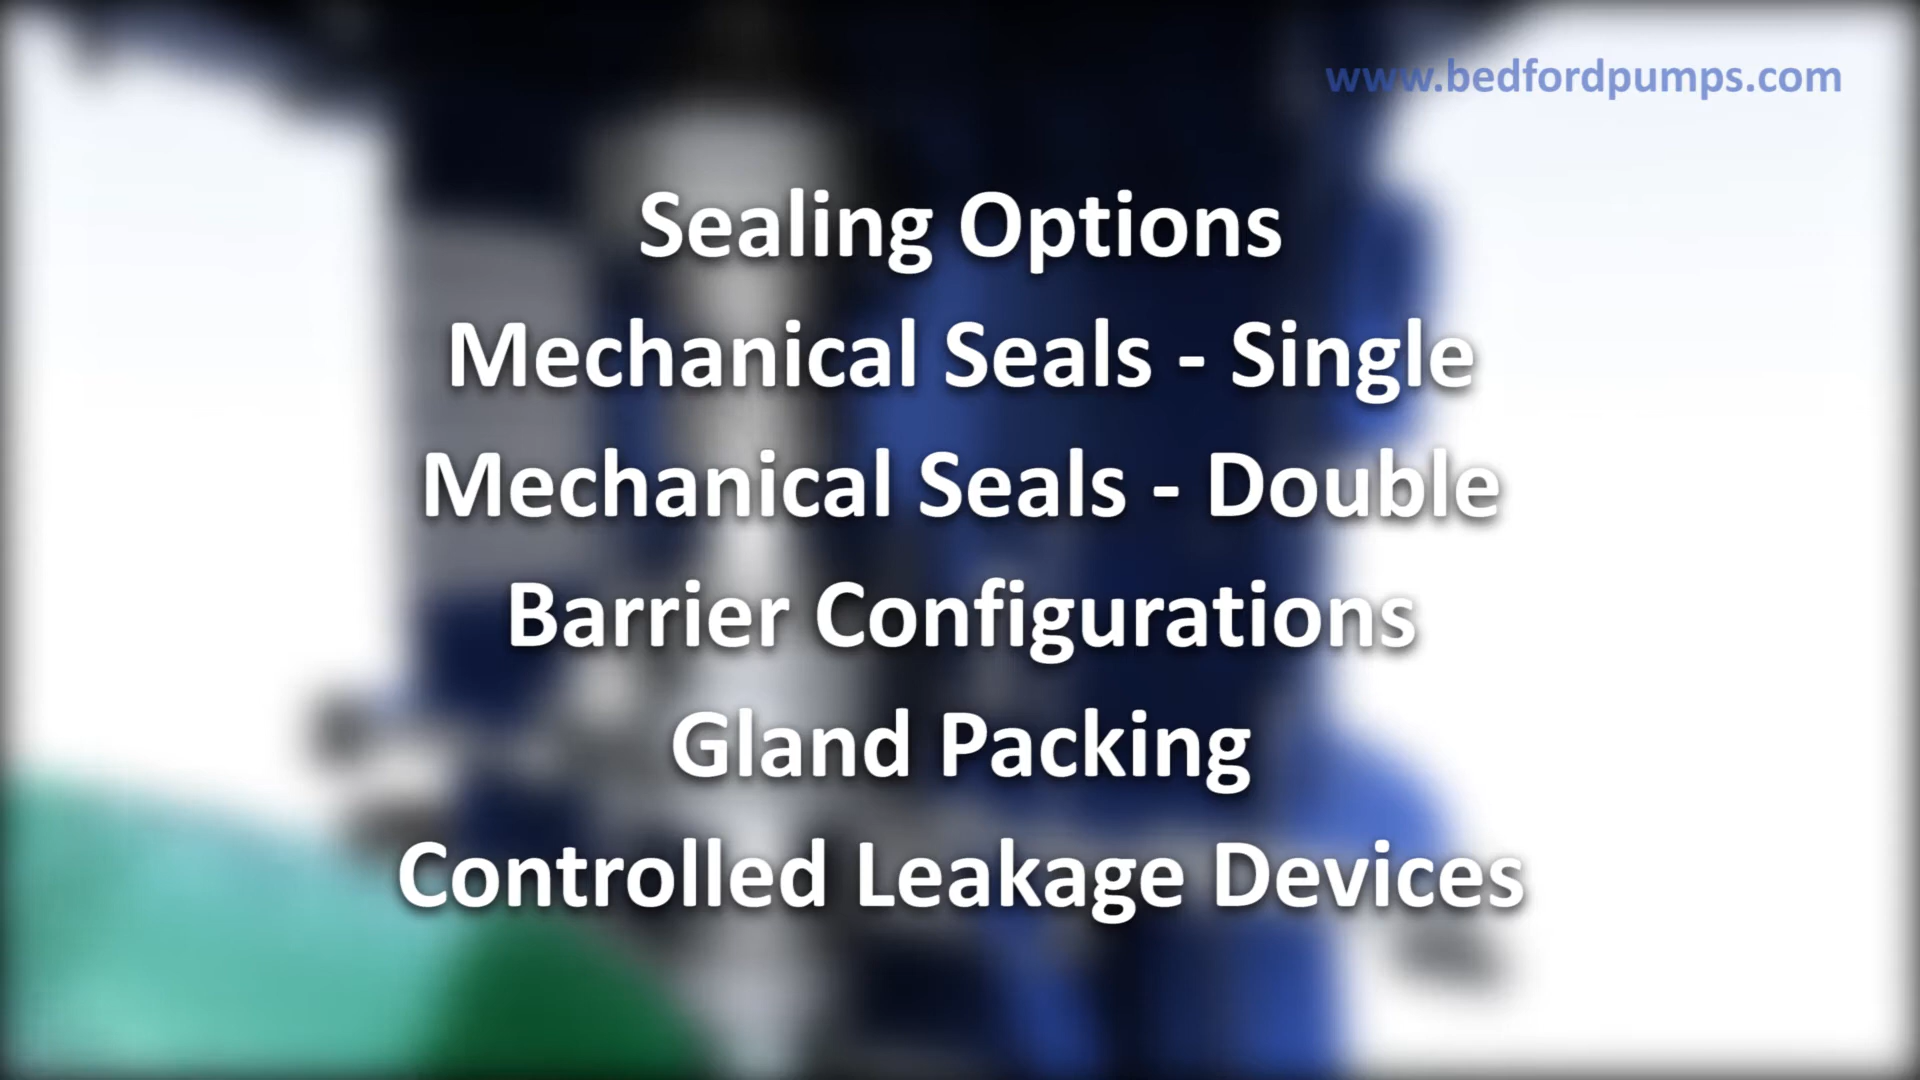 www.bedfordpumps.com
Sealing Options
Mechanical Seals - Single
Mechanical Seals - Double
Barrier Configurations
Gland Packing
Controlled Leakage Devices